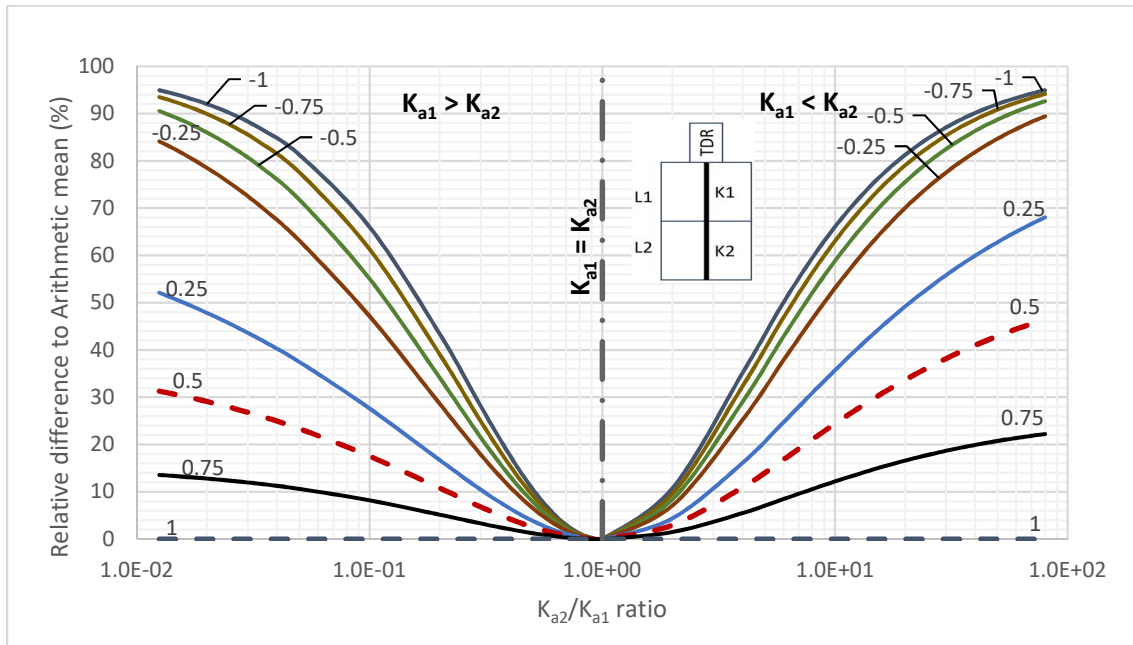 Relative difference to Arithmetic mean (%)
100
90
80
70
60
50
40
30
20
10
0
-1
-0.75
-0.5
-0.25
0.25
0.5
0.75
1
Ka1 > Ka2
Ka1 = Ka2
Ka1 < Ka2
TDR
L1
K1
L2
K2
-1
-0.75
-0.5
-0.25
0.25
0.5
0.75
1
1.0E-02
1.0E-01
1.0E+00
1.0E+01
1.0E+02
Ka2/Ka1 ratio